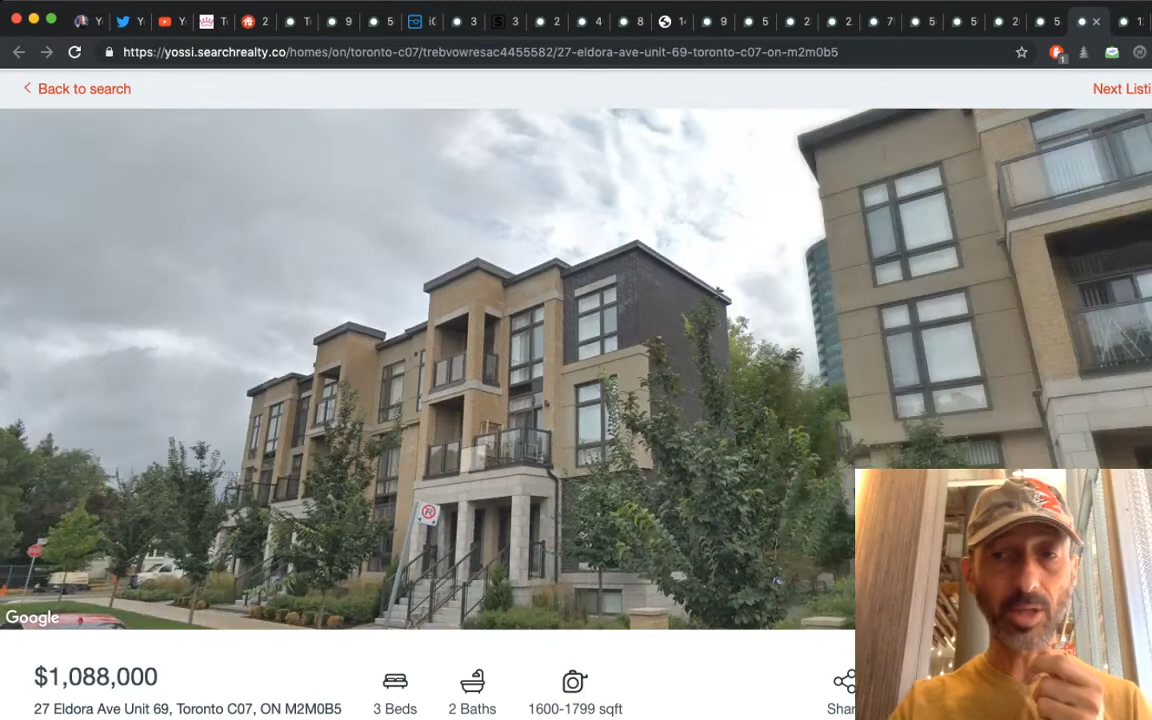 https://yossi.searchrealty.co/homes/on/toronto-c07/trebvowresac4455582/27-eldora-ave-unit-69-toronto-c07-on-m2m0b5
Back to search
Next Listi
Google
$1,088,000
27 Eldora Ave Unit 69, Toronto C07, ON M2M0B5
3 Beds
2 Baths
1600-1799 sqft
Shar